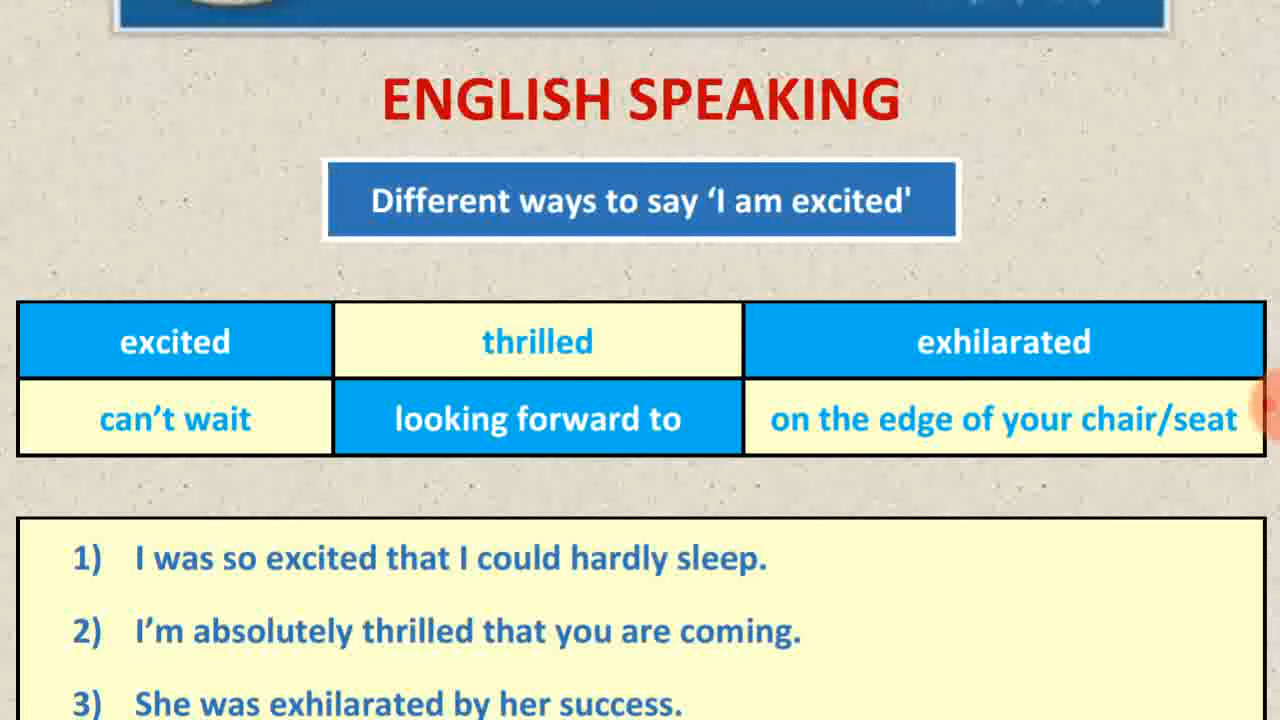 ENGLISH SPEAKING
Different ways to say ‘I am excited'
excited thrilled exhilarated
can’t wait looking forward to on the edge of your chair/seat
1) I was so excited that I could hardly sleep.
2) I’m absolutely thrilled that you are coming.
3) She was exhilarated by her success.